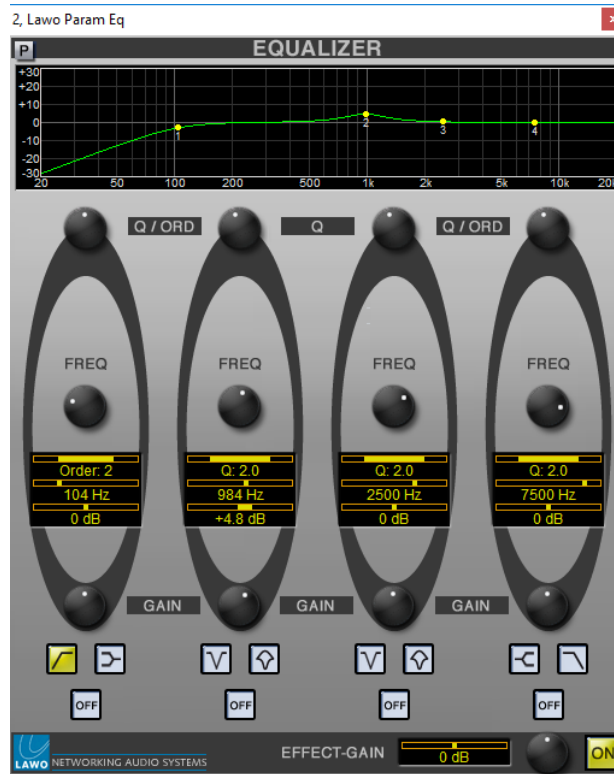 2, Lawo Param Eq
P
EQUALIZER
+30
+20
+10
0
-10
-20
-30
1
2
3
4
20 50 100 200 500 1k 2k 5k 10k 20
Q / ORD Q Q / ORD
FREQ FREQ FREQ FREQ
Order: 2 Q: 2.0 Q: 2.0 Q: 2.0
104 Hz 984 Hz 2500 Hz 7500 Hz
0 dB +4.8 dB 0 dB 0 dB
GAIN GAIN GAIN
OFF OFF OFF OFF
LAWO NETWORKING AUDIO SYSTEMS
EFFECT-GAIN 0 dB ON